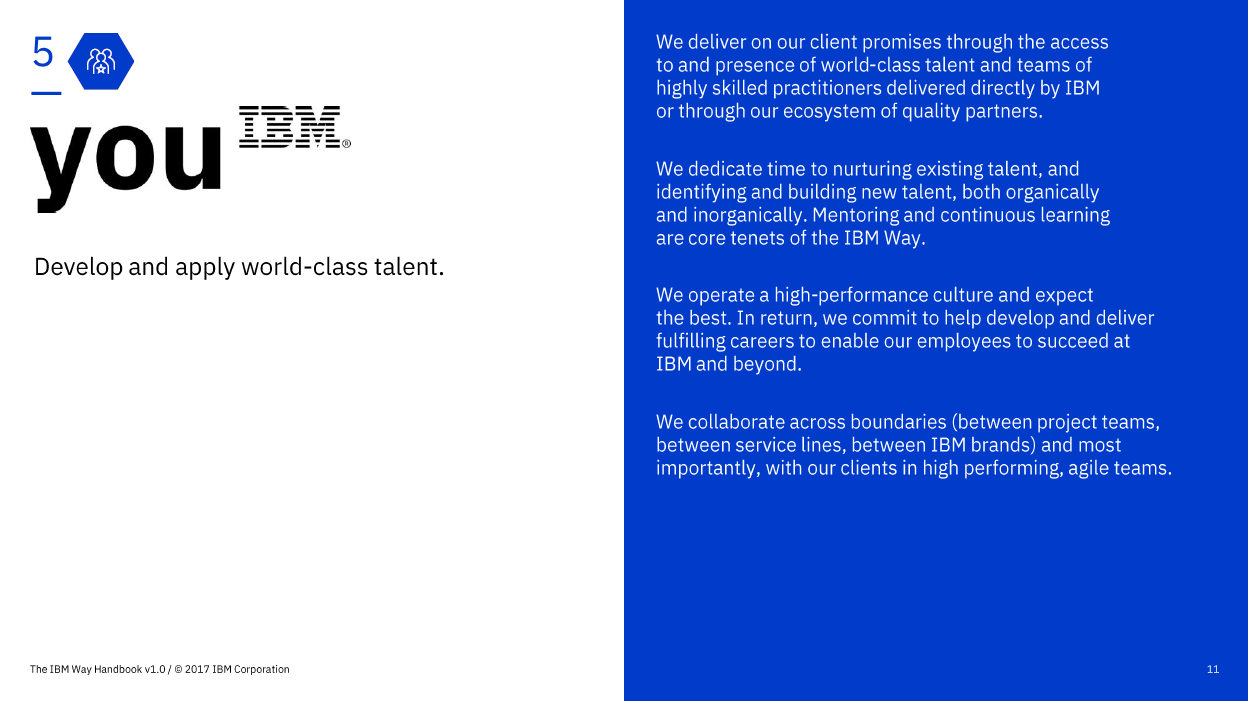 5
you IBM®
Develop and apply world-class talent.
We deliver on our client promises through the access
to and presence of world-class talent and teams of
highly skilled practitioners delivered directly by IBM
or through our ecosystem of quality partners.
We dedicate time to nurturing existing talent, and
identifying and building new talent, both organically
and inorganically. Mentoring and continuous learning
are core tenets of the IBM Way.
We operate a high-performance culture and expect
the best. In return, we commit to help develop and deliver
fulfilling careers to enable our employees to succeed at
IBM and beyond.
We collaborate across boundaries (between project teams,
between service lines, between IBM brands) and most
importantly, with our clients in high performing, agile teams.
The IBM Way Handbook v1.0 / © 2017 IBM Corporation
11